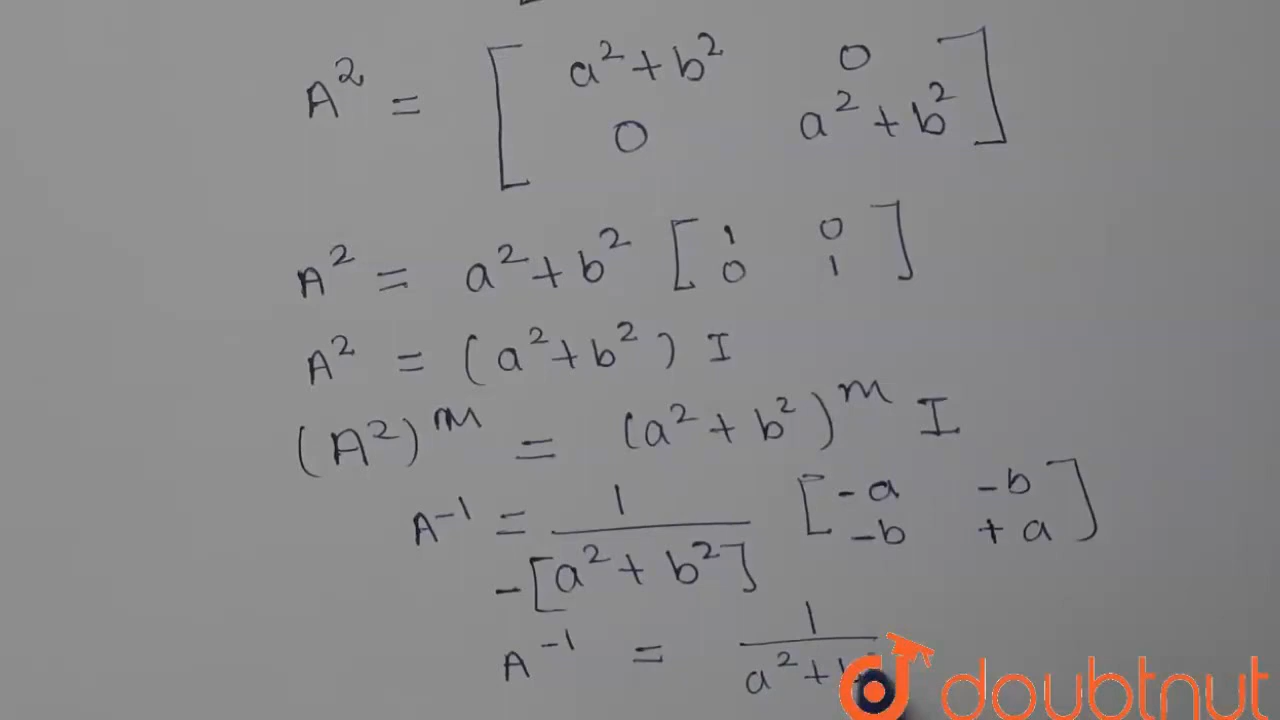 A² = [ a²+b² 0
0 a²+b² ]
A² = a²+b² [ 1 0
0 1 ]
A² = (a²+b²) I
(A²)ᵐ = (a²+b²)ᵐ I
A⁻¹ = 1 [ -a -b
-[a²+b²] -b +a ]
A⁻¹ = 1
a²+
doubtnut